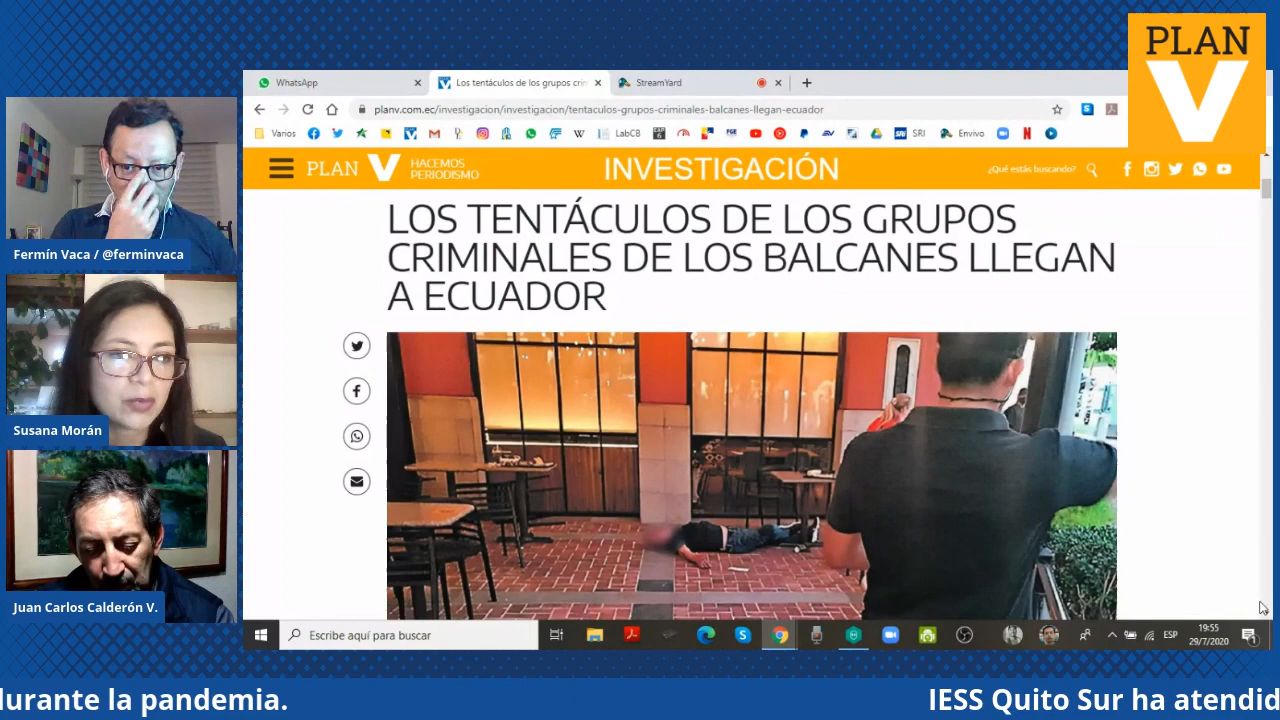 PLAN
V
WhatsApp
Los tentáculos de los grupos crin
StreamYard
planv.com.ec/investigacion/investigacion/tentaculos-grupos-criminales-balcanes-llegan-ecuador
Varios
LabCB
SRI
Envivo
PLAN V
HACEMOS
PERIODISMO
INVESTIGACIÓN
¿Qué estás buscando?
LOS TENTÁCULOS DE LOS GRUPOS
CRIMINALES DE LOS BALCANES LLEGAN
A ECUADOR
Fermín Vaca / @ferminvaca
Susana Morán
Juan Carlos Calderón V.
Escribe aquí para buscar
ESP
19:55
29/7/2020
durante la pandemia.
IESS Quito Sur ha atendid